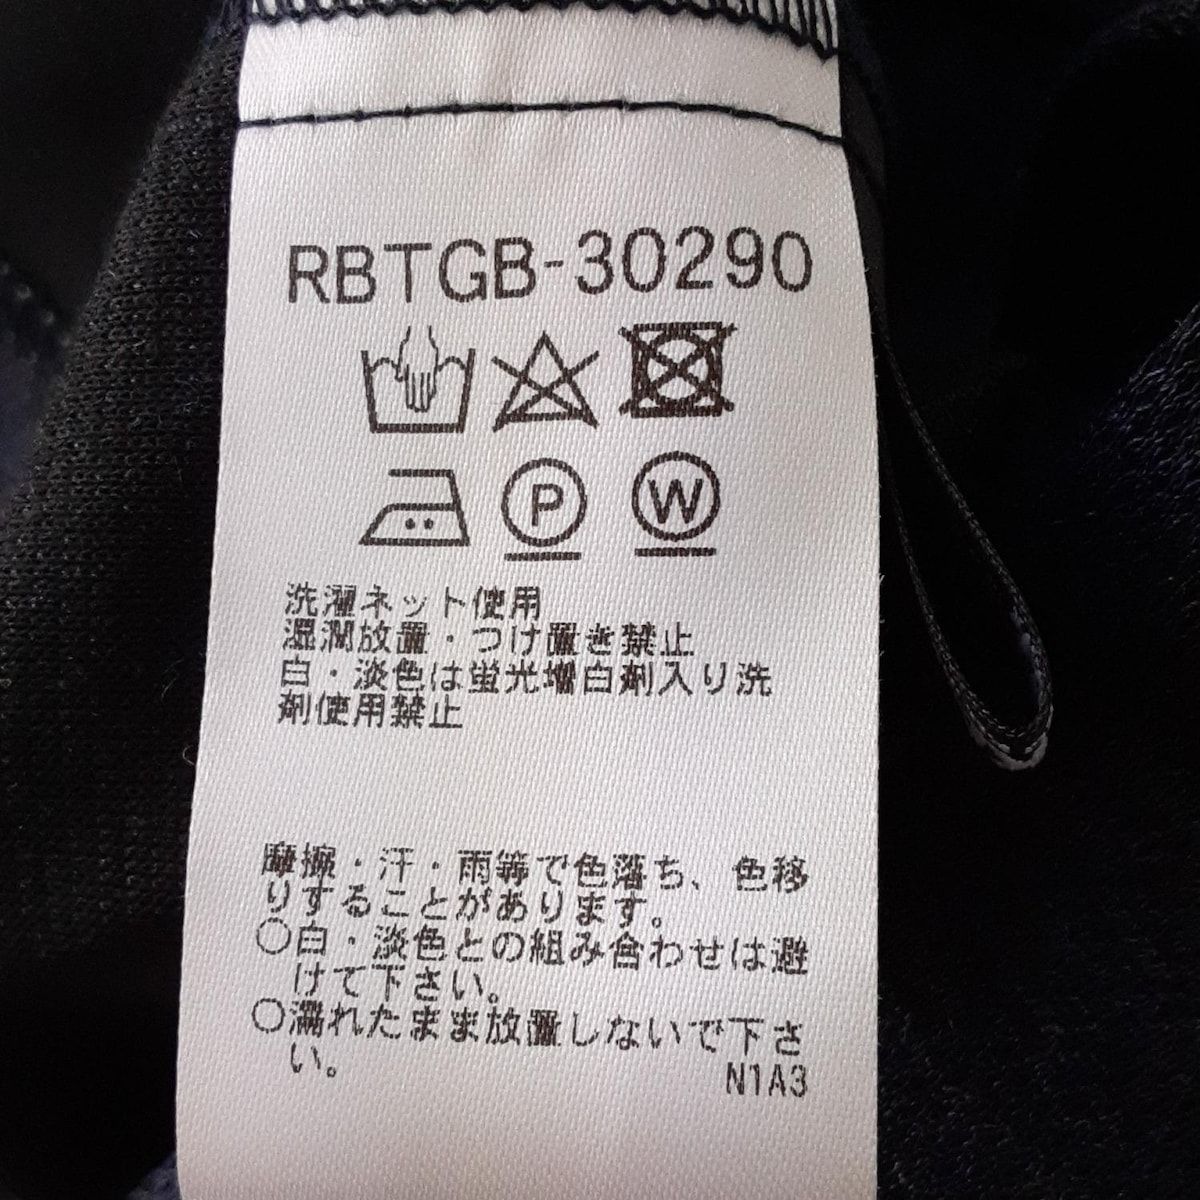 RBTGB-30290
P W
洗濯ネット使用
湿潤放置・つけ置き禁止
白・淡色は蛍光増白剤入り洗
剤使用禁止
摩擦・汗・雨等で色落ち、色移
りすることがあります。
○白・淡色との組み合わせは避
けて下さい。
○濡れたまま放置しないで下さ
い。
N1A3